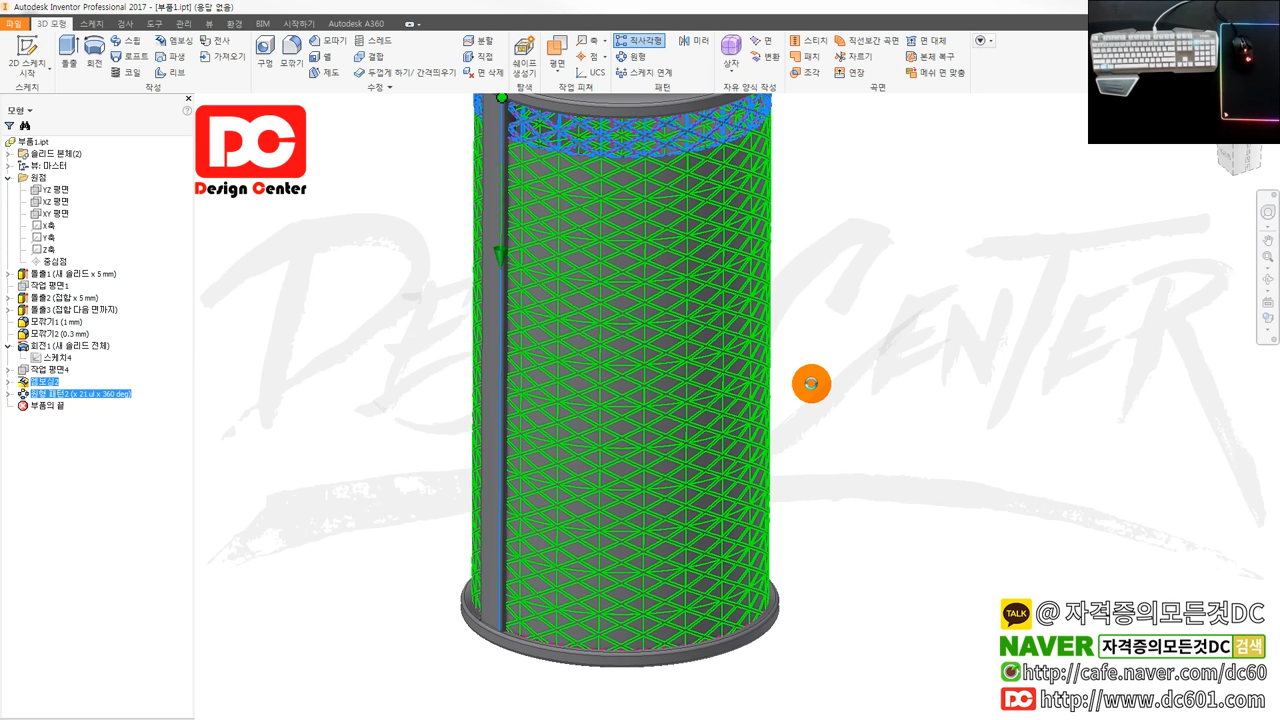 Autodesk Inventor Professional 2017 - [부품1.ipt] (응답 없음)
파일 3D 모형 스케치 검사 도구 관리 뷰 환경 BIM 시작하기 Autodesk A360
2D 스케치
시작
스케치
돌출 회전 스윕 엠보싱 전사
로프트 파생 가져오기
코일 리브
작성
구멍 모깎기 모따기 스레드 분할
쉘 결합 직접
제도 두껍게 하기/ 간격띄우기 면 삭제
수정
쉐이프
생성기
탐색
평면 축
점
UCS
작업 피쳐
직사각형 미러
원형
스케치 연계
패턴
상자 면
변환
자유 양식 작성
스티치 직선보간 곡면 면 대체
패치 자르기 본체 복구
조각 연장 메쉬 면 맞춤
곡면
모형
부품1.ipt
솔리드 본체(2)
뷰: 마스터
원점
YZ 평면
XZ 평면
XY 평면
X축
Y축
Z축
중심점
돌출1 (새 솔리드 x 5 mm)
작업 평면1
돌출2 (접합 x 5 mm)
돌출3 (접합 다음 면까지)
모깎기1 (1 mm)
모깎기2 (0.3 mm)
회전1 (새 솔리드 전체)
스케치4
작업 평면4
엠보싱2
원형 패턴2 (x 21 ul x 360 deg)
부품의 끝
DC
Design Center
DESIGN CENTER
TALK @ 자격증의모든것DC
NAVER 자격증의모든것DC 검색
http://cafe.naver.com/dc60
DC http://www.dc601.com